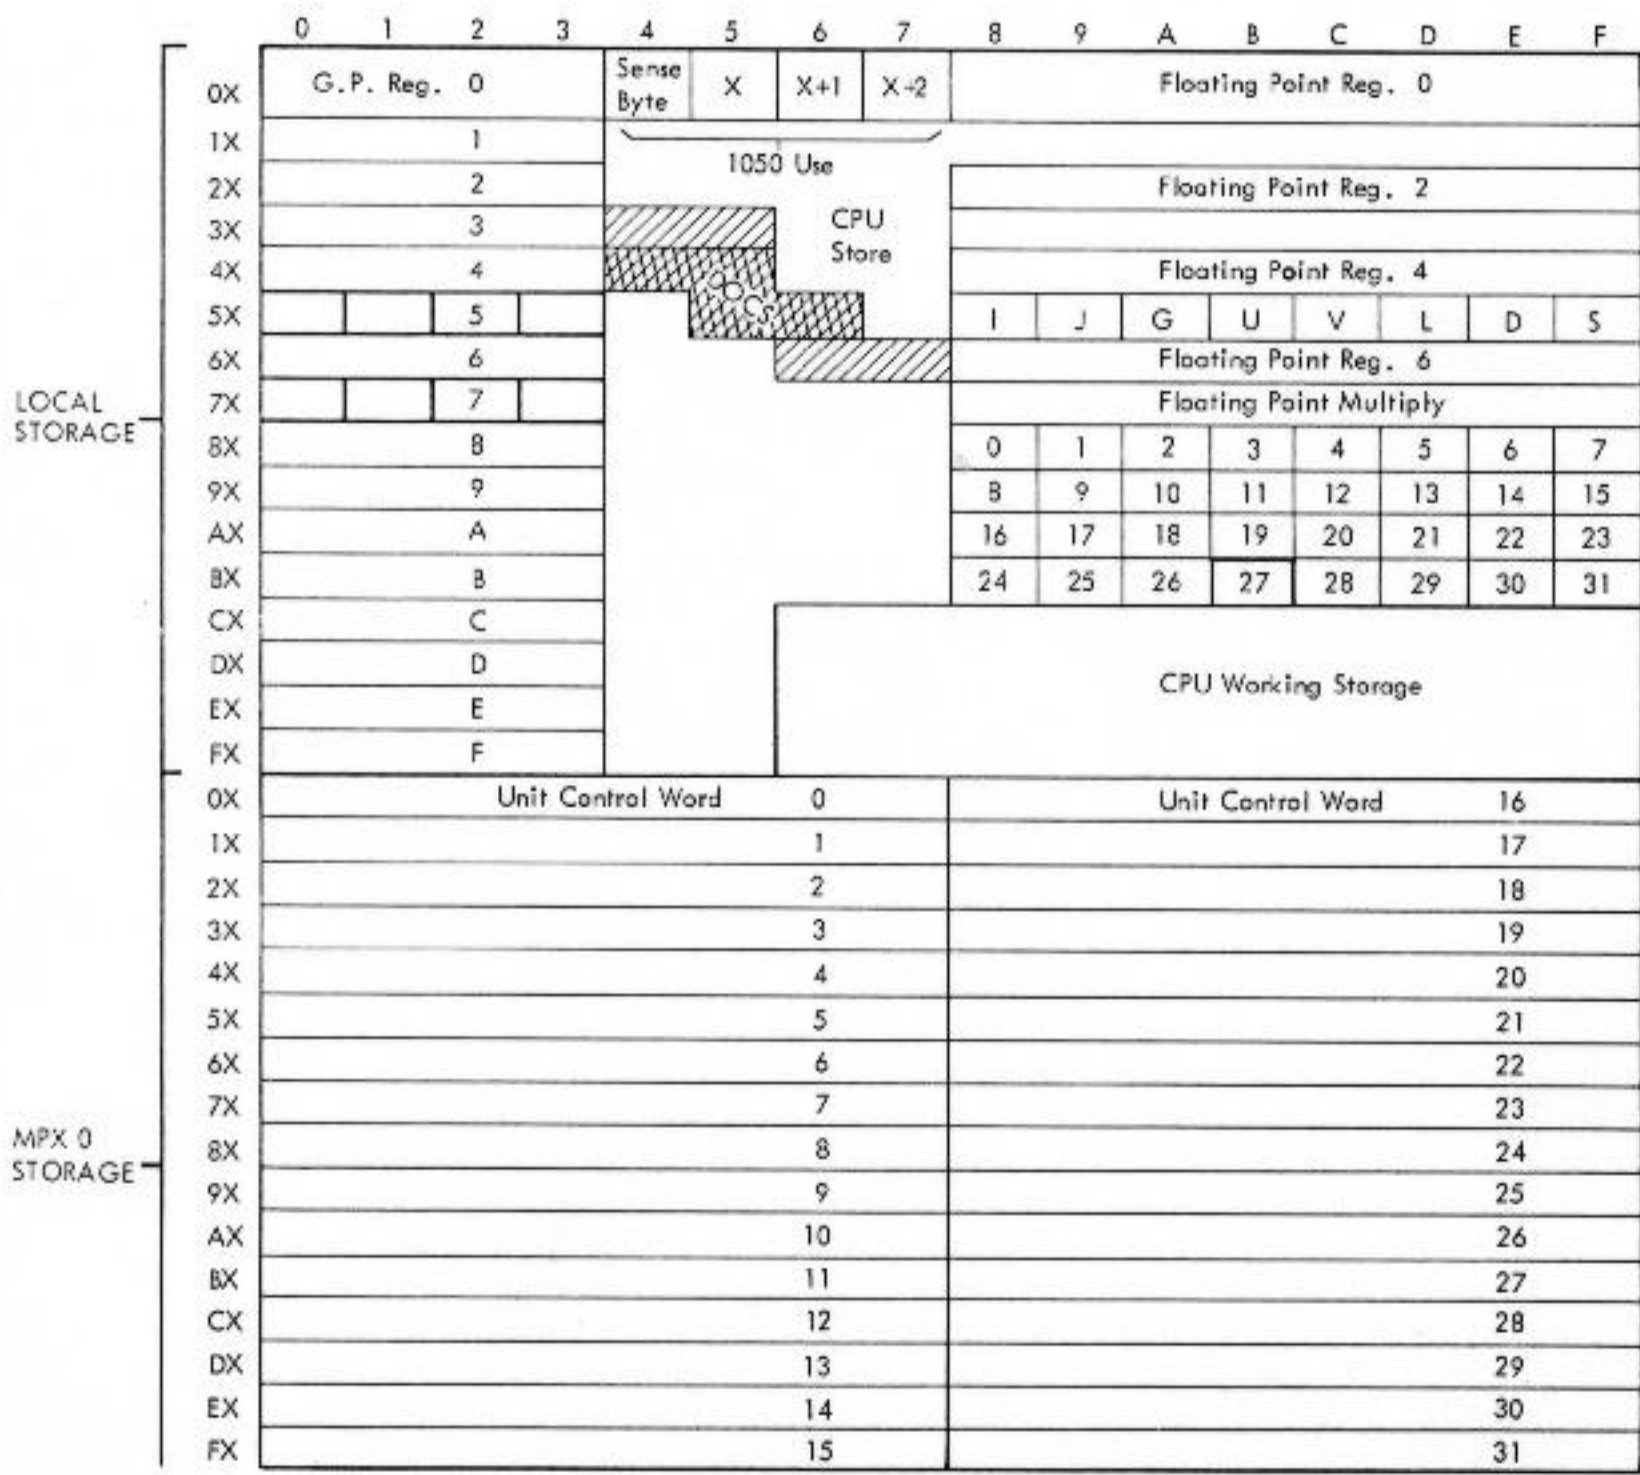 0 1 2 3 4 5 6 7 8 9 A B C D E F
0X G.P. Reg. 0 Sense Byte X X+1 X+2 Floating Point Reg. 0
1X 1
1050 Use
2X 2 Floating Point Reg. 2
3X 3 CPU Store
4X 4 Floating Point Reg. 4
5X 5 I J G U V L D S
6X 6 Floating Point Reg. 6
7X 7 Floating Point Multiply
LOCAL STORAGE
8X 8 0 1 2 3 4 5 6 7
9X 9 8 9 10 11 12 13 14 15
AX A 16 17 18 19 20 21 22 23
BX B 24 25 26 27 28 29 30 31
CX C
DX D CPU Working Storage
EX E
FX F
0X Unit Control Word 0 Unit Control Word 16
1X 1 17
2X 2 18
3X 3 19
4X 4 20
5X 5 21
6X 6 22
7X 7 23
MPX 0 STORAGE
8X 8 24
9X 9 25
AX 10 26
BX 11 27
CX 12 28
DX 13 29
EX 14 30
FX 15 31